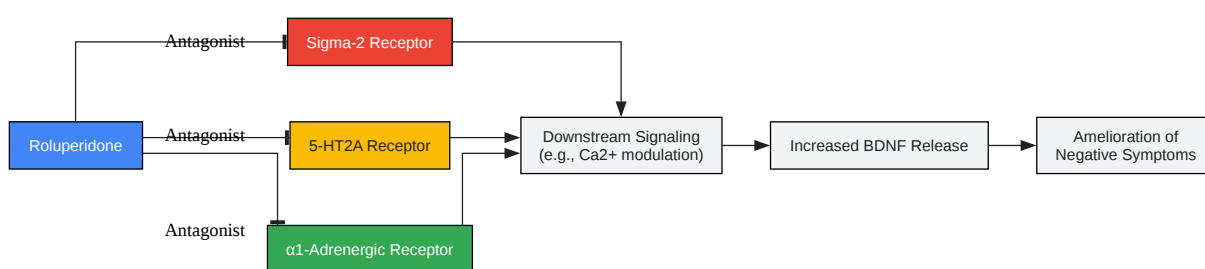 Antagonist
Sigma-2 Receptor
Roluperidone
Antagonist
5-HT2A Receptor
Downstream Signaling
(e.g., Ca2+ modulation)
Increased BDNF Release
Amelioration of
Negative Symptoms
Antagonist
α1-Adrenergic Receptor